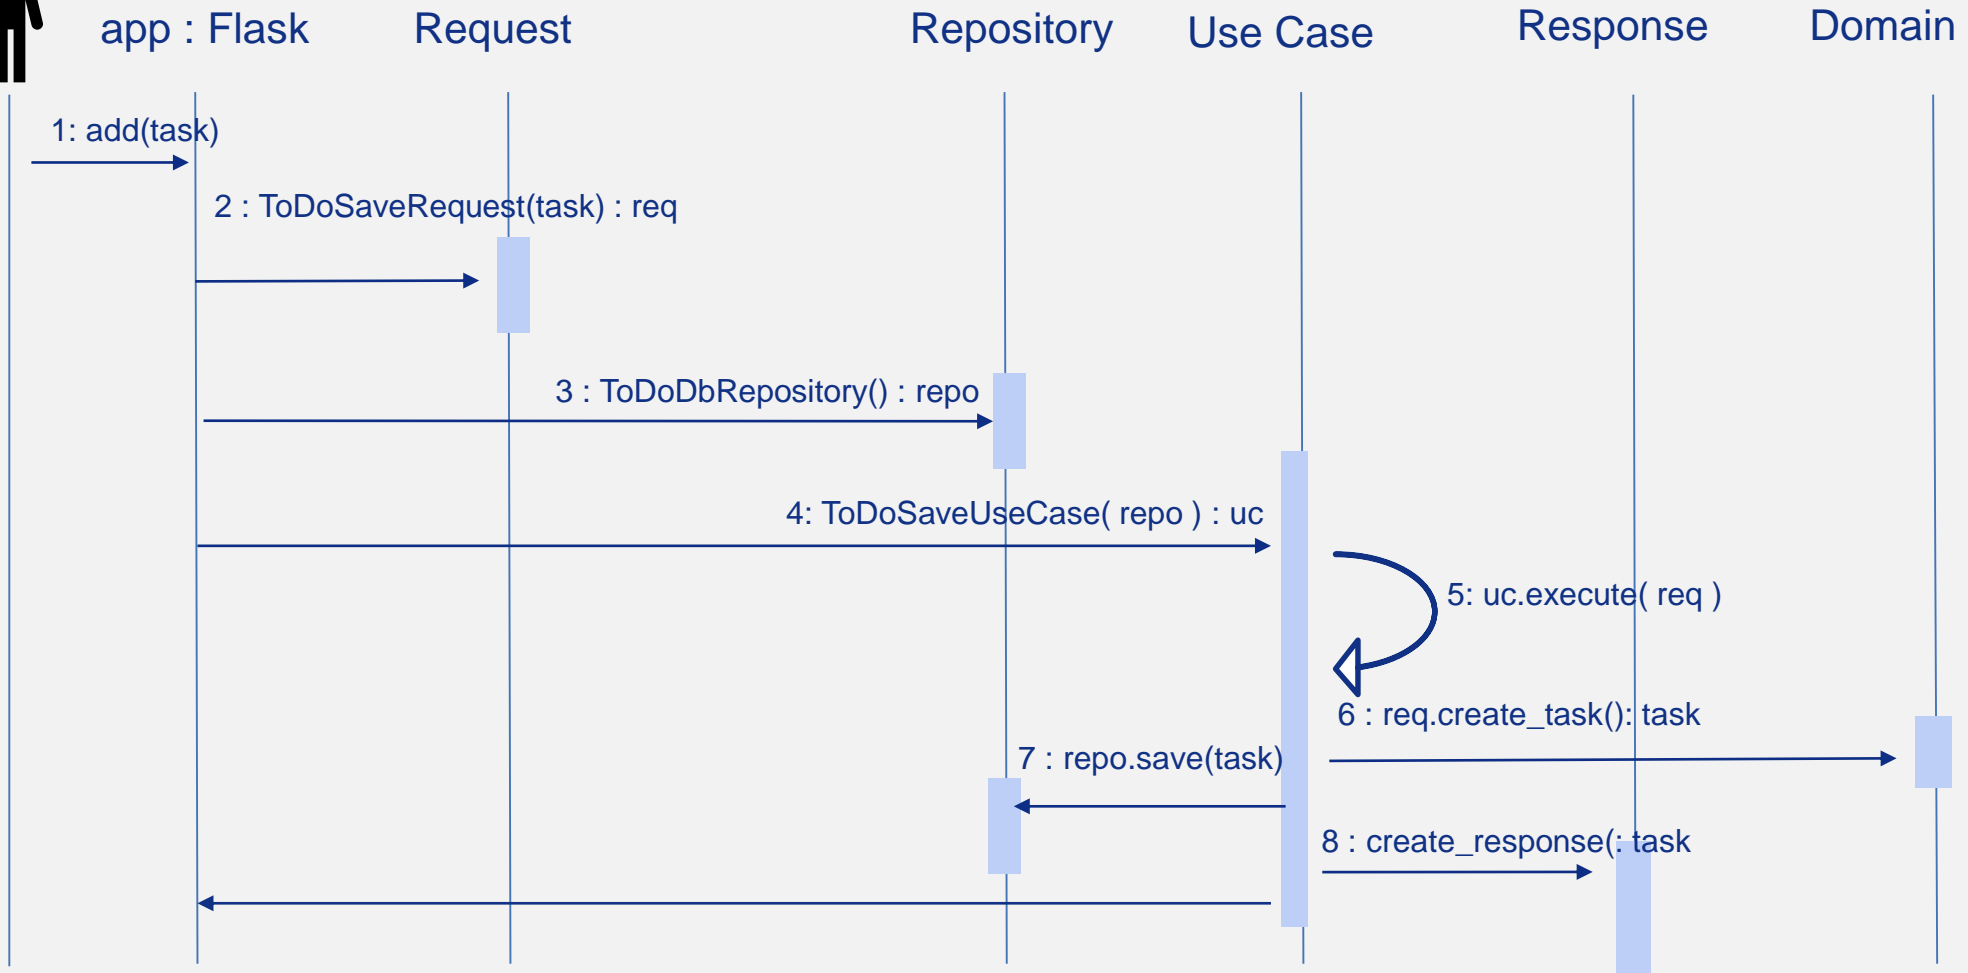 app : Flask
Request
Repository
Use Case
Response
Domain
1: add(task)
2 : ToDoSaveRequest(task) : req
3 : ToDoDbRepository() : repo
4: ToDoSaveUseCase( repo ) : uc
5: uc.execute( req )
6 : req.create_task(): task
7 : repo.save(task)
8 : create_response(: task